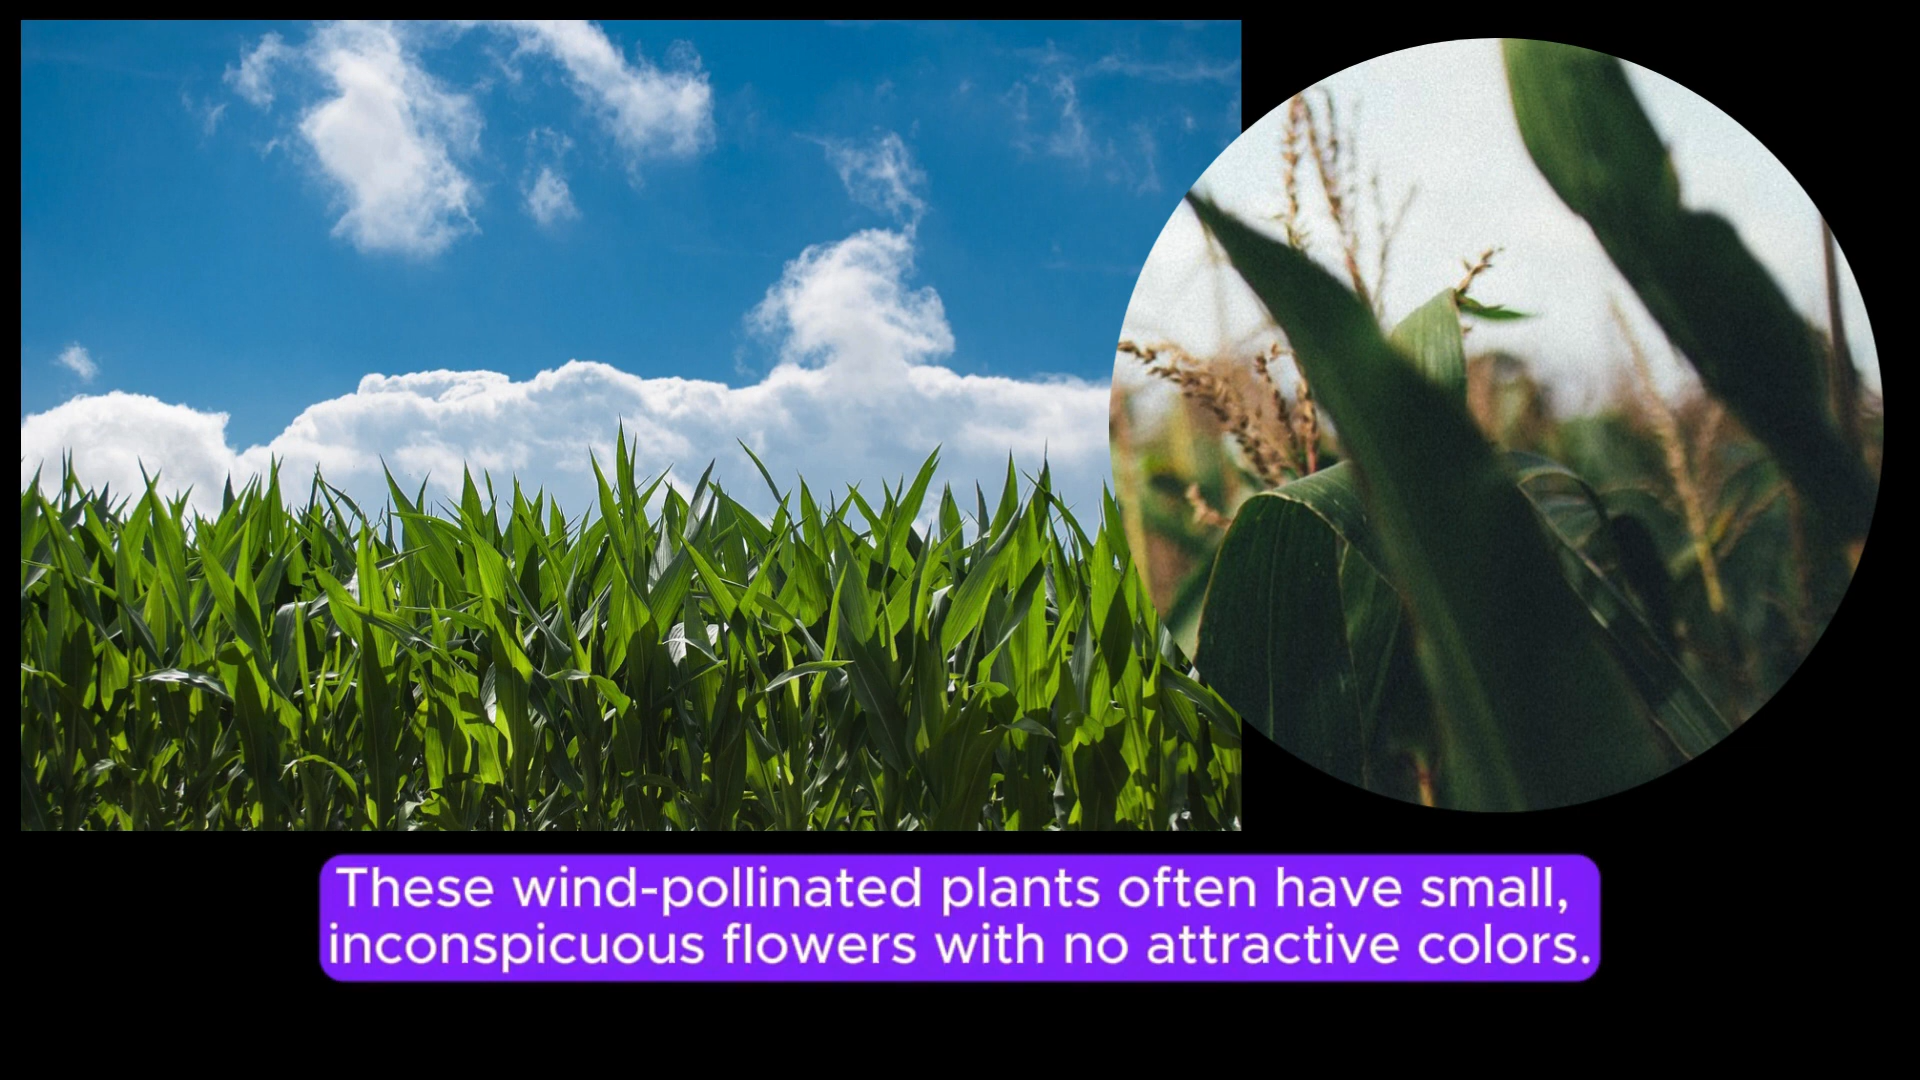 These wind-pollinated plants often have small,
inconspicuous flowers with no attractive colors.